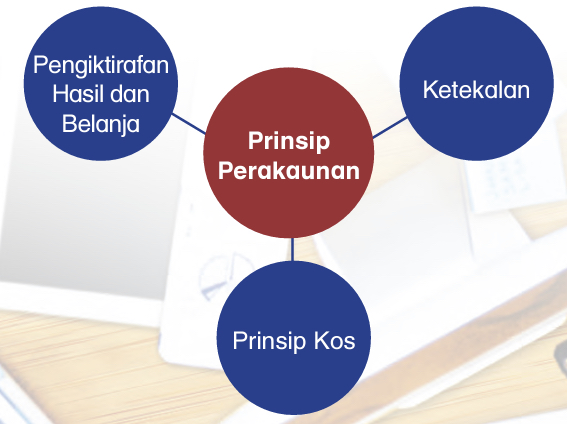 Pengiktirafan
Hasil dan
Belanja
Ketekalan
Prinsip
Perakaunan
Prinsip Kos